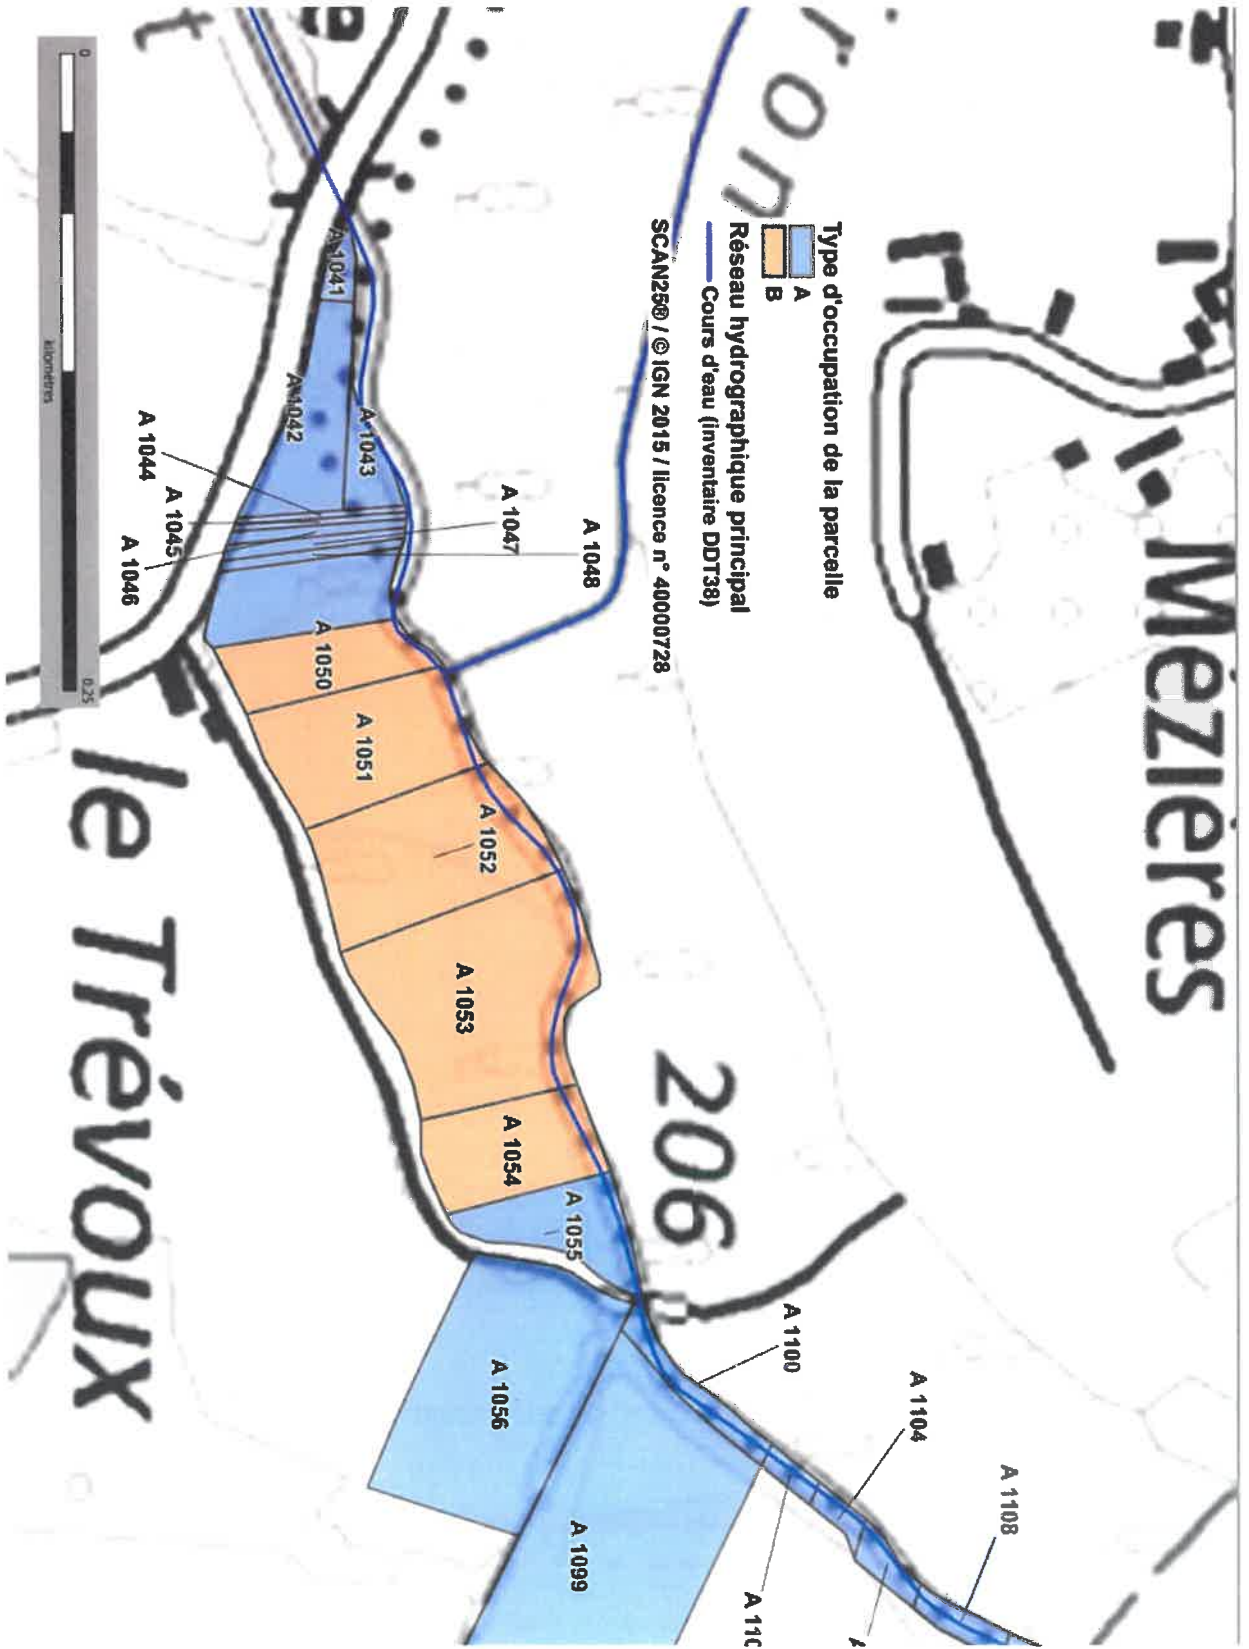 Mézières
ron
Type d'occupation de la parcelle
A
B
Réseau hydrographique principal
Cours d'eau (inventaire DDT38)
SCAN25® / © IGN 2015 / licence n° 40000728
206
A 1048
A 1047
A 1041
A 1042
A 1043
A 1044
A 1045
A 1046
A 1050
A 1051
A 1052
A 1053
A 1054
A 1055
A 1056
A 1099
A 1100
A 1104
A 1108
A 110
le Trévoux
0
0.25
kilomètres